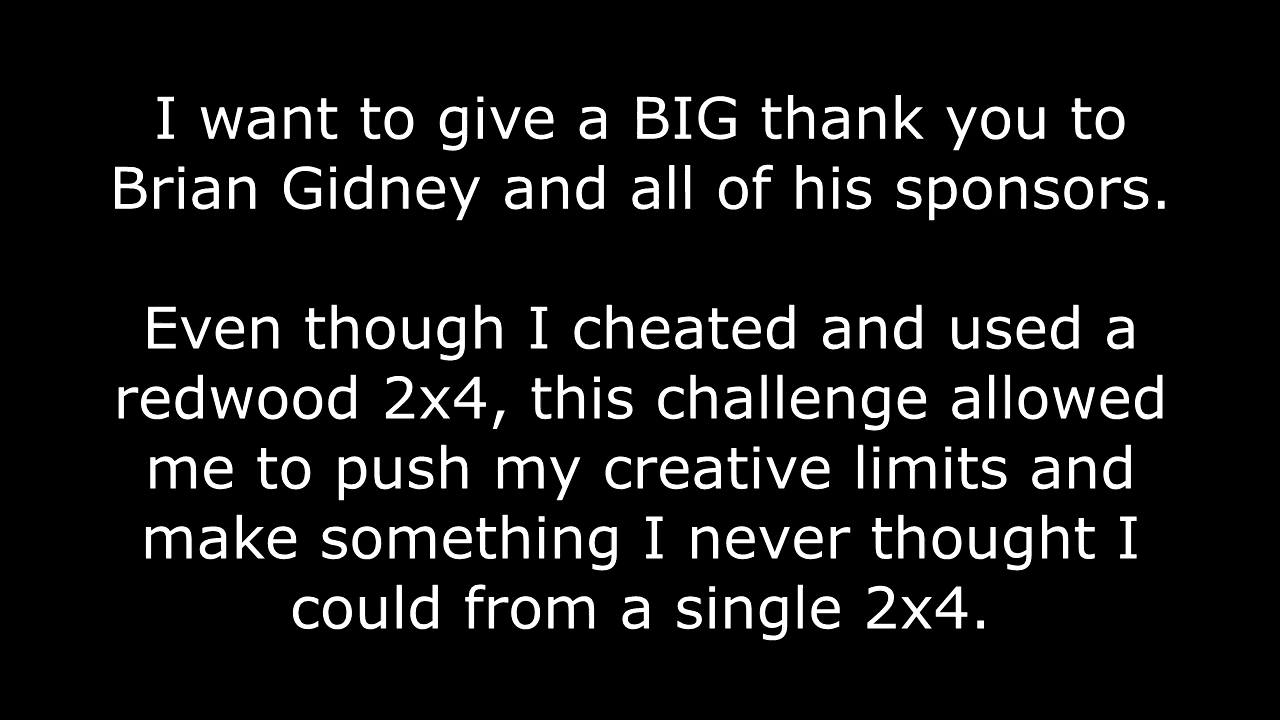 I want to give a BIG thank you to
Brian Gidney and all of his sponsors.
Even though I cheated and used a
redwood 2x4, this challenge allowed
me to push my creative limits and
make something I never thought I
could from a single 2x4.